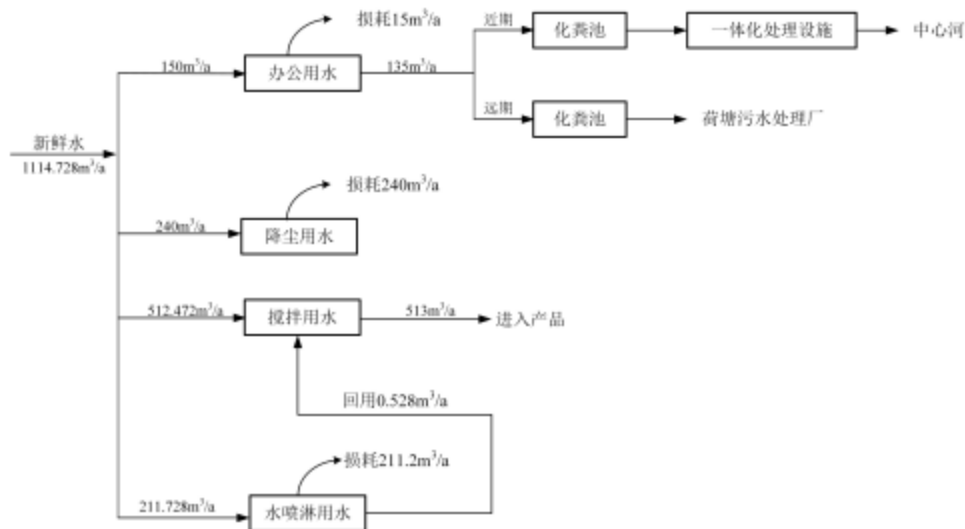 损耗15m³/a
近期
化粪池
一体化处理设施
中心河
150m³/a
办公用水
135m³/a
远期
化粪池
荷塘污水处理厂
新鲜水
1114.728m³/a
损耗240m³/a
240m³/a
降尘用水
512.472m³/a
搅拌用水
513m³/a
进入产品
回用0.528m³/a
损耗211.2m³/a
211.728m³/a
水喷淋用水